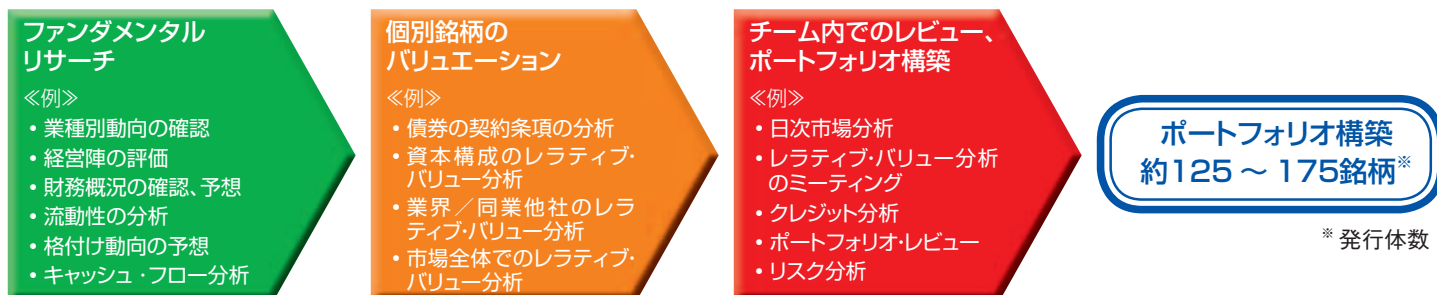 ファンダメンタル
リサーチ
≪例≫
・業種別動向の確認
・経営陣の評価
・財務概況の確認、予想
・流動性の分析
・格付け動向の予想
・キャッシュ・フロー分析
個別銘柄の
バリュエーション
≪例≫
・債券の契約条項の分析
・資本構成のレラティブ・
バリュー分析
・業界／同業他社のレラ
ティブ・バリュー分析
・市場全体でのレラティブ・
バリュー分析
チーム内でのレビュー、
ポートフォリオ構築
≪例≫
・日次市場分析
・レラティブ・バリュー分析
のミーティング
・クレジット分析
・ポートフォリオ・レビュー
・リスク分析
ポートフォリオ構築
約125～175銘柄※
※発行体数